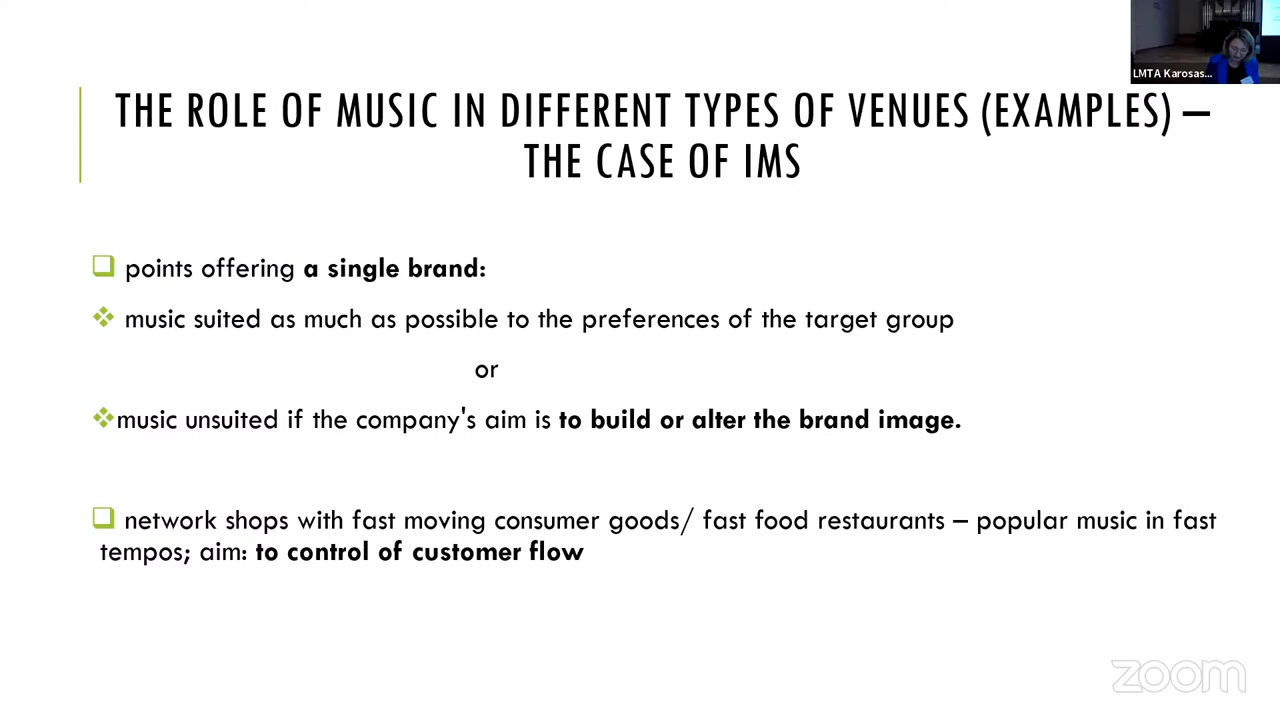 LMTA Karosas...
THE ROLE OF MUSIC IN DIFFERENT TYPES OF VENUES (EXAMPLES) –
THE CASE OF IMS
points offering a single brand:
music suited as much as possible to the preferences of the target group
or
music unsuited if the company's aim is to build or alter the brand image.
network shops with fast moving consumer goods/ fast food restaurants – popular music in fast
tempos; aim: to control of customer flow
zoom